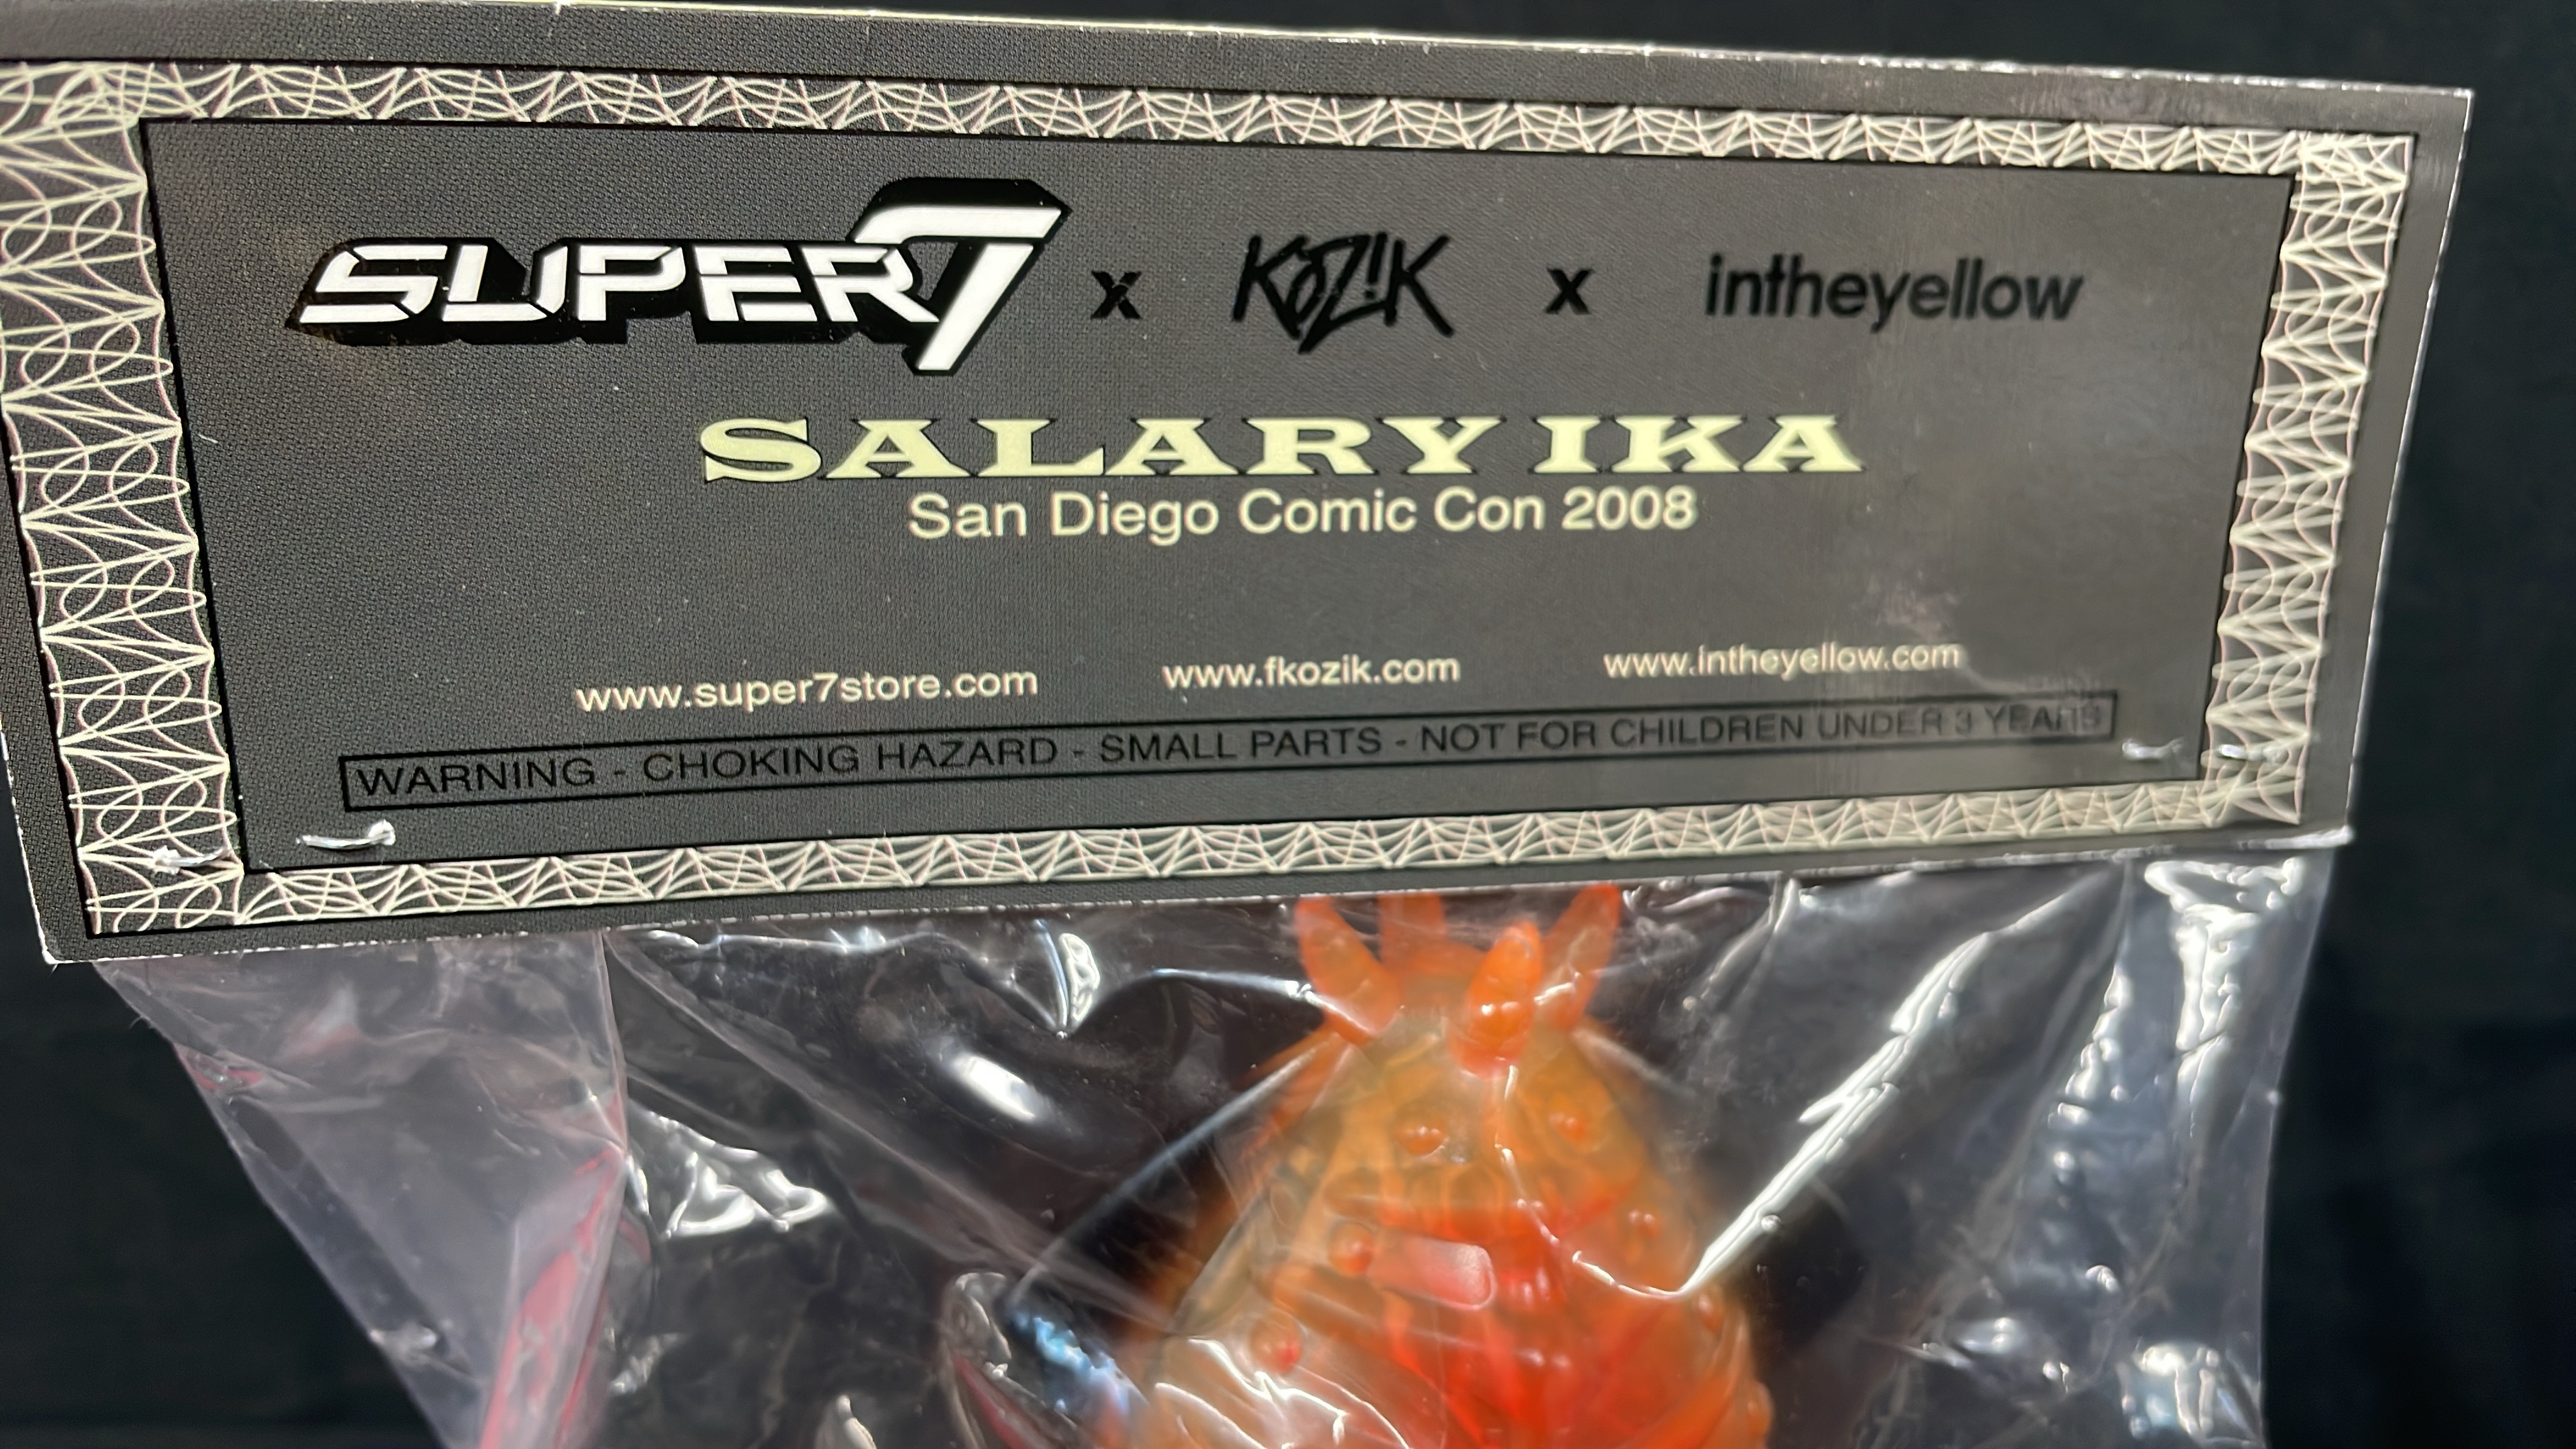 SUPER7 x KOZIK x intheyellow
SALARY IKA
San Diego Comic Con 2008
www.super7store.com www.fkozik.com www.intheyellow.com
WARNING - CHOKING HAZARD - SMALL PARTS - NOT FOR CHILDREN UNDER 3 YEARS